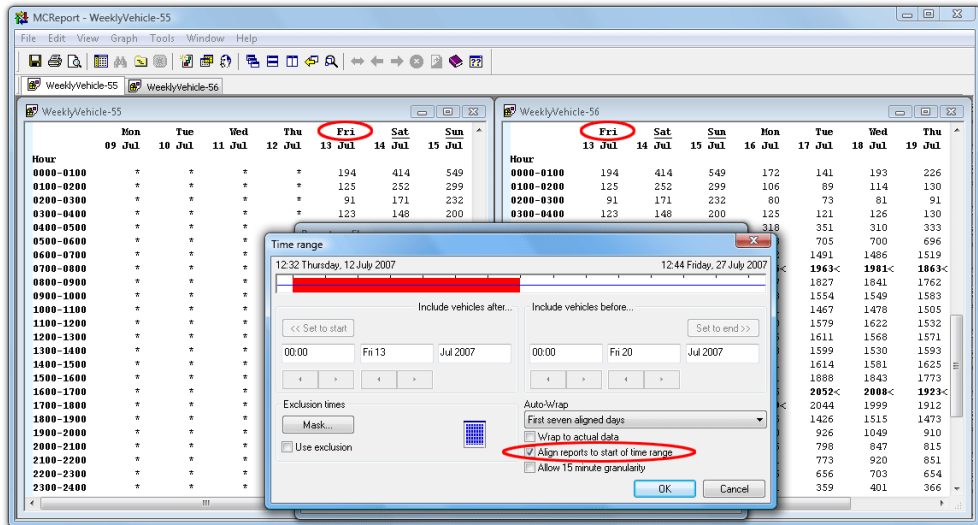 MCReport - WeeklyVehicle-55
File Edit View Graph Tools Window Help
WeeklyVehicle-55 WeeklyVehicle-56
WeeklyVehicle-55
Mon Tue Wed Thu Fri Sat Sun
09 Jul 10 Jul 11 Jul 12 Jul 13 Jul 14 Jul 15 Jul
Hour
0000-0100 * * * * 194 414 549
0100-0200 * * * * 125 252 299
0200-0300 * * * * 91 171 232
0300-0400 * * * * 123 148 200
0400-0500 * * *
0500-0600 * * *
0600-0700 * * *
0700-0800 * * *
0800-0900 * * *
0900-1000 * * *
1000-1100 * * *
1100-1200 * * *
1200-1300 * * *
1300-1400 * * *
1400-1500 * * *
1500-1600 * * *
1600-1700 * * *
1700-1800 * * *
1800-1900 * * *
1900-2000 * * *
2000-2100 * * *
2100-2200 * * *
2200-2300 * * *
2300-2400 * * *
WeeklyVehicle-56
Fri Sat Sun Mon Tue Wed Thu
13 Jul 14 Jul 15 Jul 16 Jul 17 Jul 18 Jul 19 Jul
Hour
0000-0100 194 414 549 172 141 193 226
0100-0200 125 252 299 106 89 114 130
0200-0300 91 171 232 80 73 81 91
0300-0400 123 148 200 125 121 126 130
318 351 310 333
705 700 696
1491 1486 1519
< 1963< 1981< 1863<
1827 1841 1762
1554 1549 1583
1467 1478 1505
1579 1622 1532
1611 1568 1571
1599 1530 1593
1614 1581 1625
1888 1843 1773
2052< 2008< 1923<
< 2044 1999 1912
1426 1515 1473
926 1049 910
798 847 815
773 920 851
656 703 654
359 401 366
Time range
12:32 Thursday, 12 July 2007 12:44 Friday, 27 July 2007
Include vehicles after...
<< Set to start
00:00 Fri 13 Jul 2007
Include vehicles before...
Set to end >>
00:00 Fri 20 Jul 2007
Exclusion times
Mask...
Use exclusion
Auto-Wrap
First seven aligned days
Wrap to actual data
Align reports to start of time range
Allow 15 minute granularity
OK Cancel